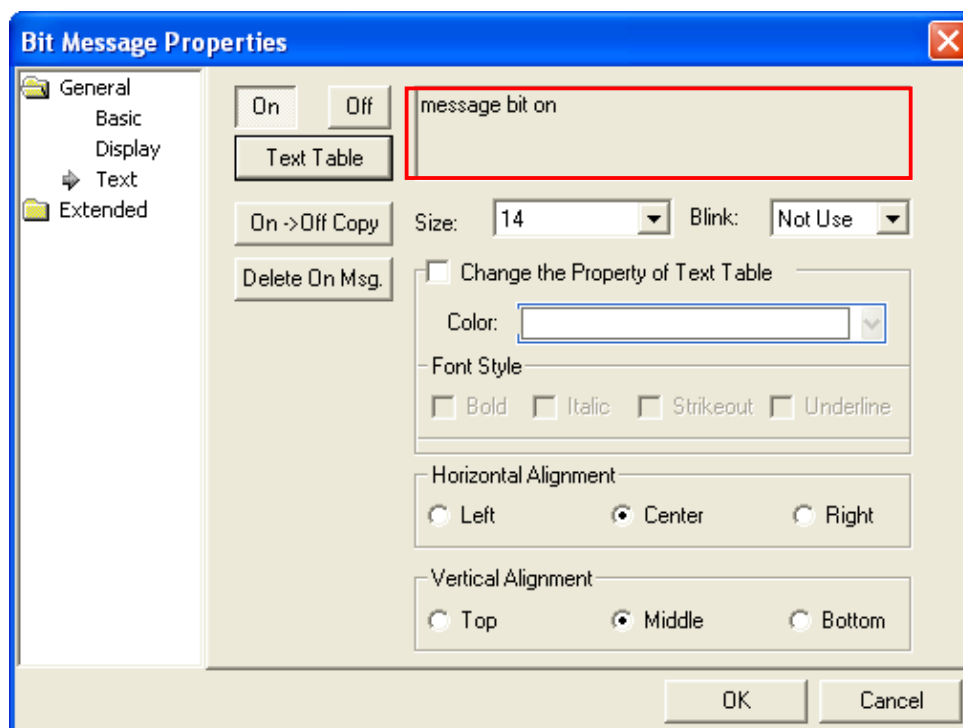 Bit Message Properties
General
Basic
Display
Text
Extended
On
Off
message bit on
Text Table
On ->Off Copy
Size:
14
Blink:
Not Use
Delete On Msg.
Change the Property of Text Table
Color:
Font Style
Bold
Italic
Strikeout
Underline
Horizontal Alignment
Left
Center
Right
Vertical Alignment
Top
Middle
Bottom
OK
Cancel